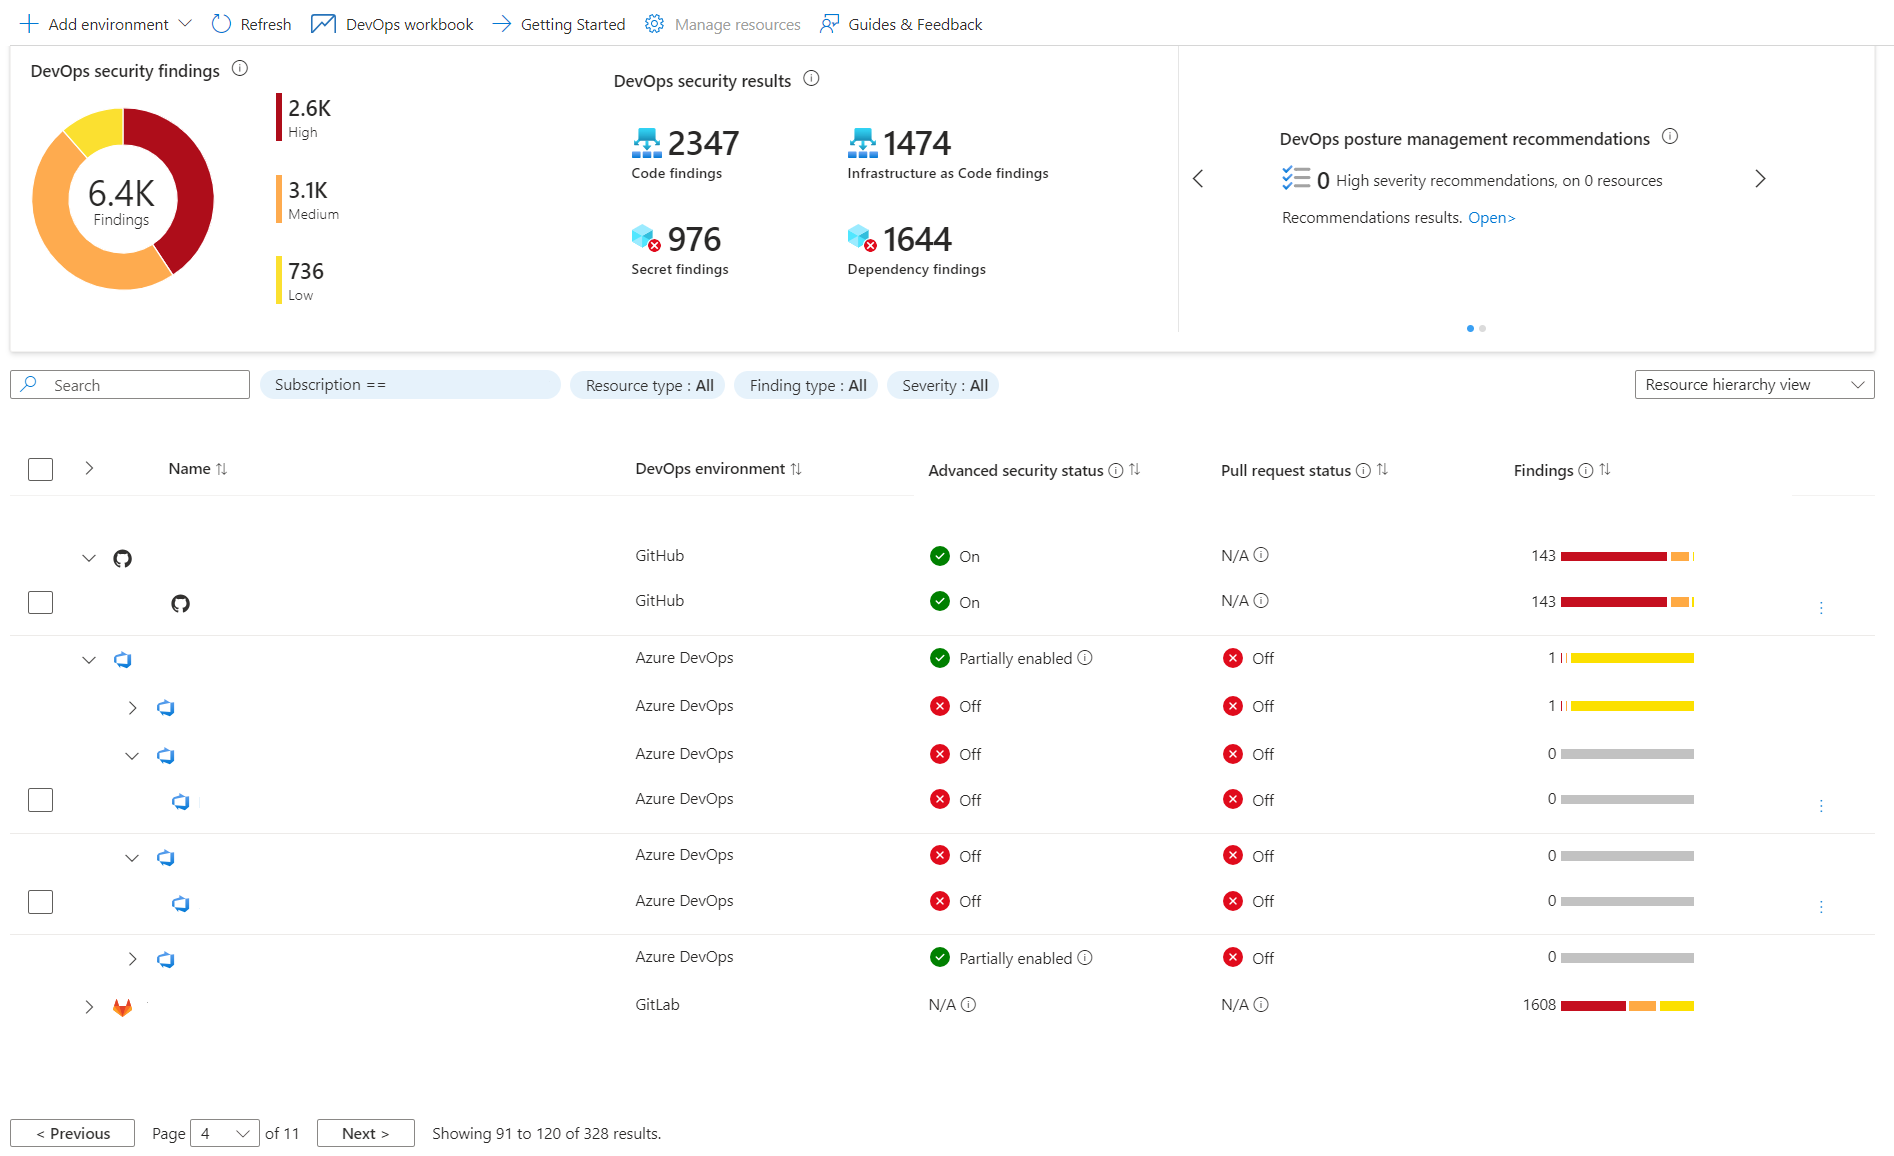 Add environment Refresh DevOps workbook Getting Started Manage resources Guides & Feedback
DevOps security findings
6.4K
Findings
2.6K
High
3.1K
Medium
736
Low
DevOps security results
2347
Code findings
1474
Infrastructure as Code findings
976
Secret findings
1644
Dependency findings
DevOps posture management recommendations
0 High severity recommendations, on 0 resources
Recommendations results. Open>
Search Subscription == Resource type : All Finding type : All Severity : All Resource hierarchy view
Name DevOps environment Advanced security status Pull request status Findings
GitHub On N/A 143
GitHub On N/A 143
Azure DevOps Partially enabled Off 1
Azure DevOps Off Off 1
Azure DevOps Off Off 0
Azure DevOps Off Off 0
Azure DevOps Off Off 0
Azure DevOps Off Off 0
Azure DevOps Partially enabled Off 0
GitLab N/A N/A 1608
< Previous Page 4 of 11 Next > Showing 91 to 120 of 328 results.